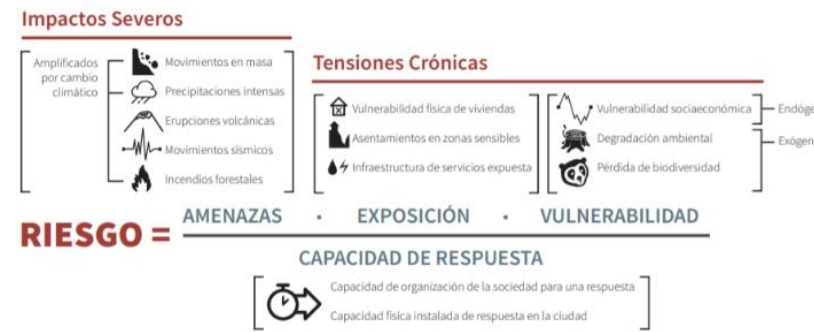 Impactos Severos
Amplificados
por cambio
climático
Movimientos en masa
Precipitaciones intensas
Erupciones volcánicas
Movimientos sísmicos
Incendios forestales
Tensiones Crónicas
Vulnerabilidad física de viviendas
Asentamientos en zonas sensibles
Infraestructura de servicios expuesta
Vulnerabilidad sociaeconómica
Degradación ambiental
Pérdida de biodiversidad
Endóge
Exógen
RIESGO =
AMENAZAS · EXPOSICIÓN · VULNERABILIDAD
CAPACIDAD DE RESPUESTA
Capacidad de organización de la sociedad para una respuesta
Capacidad física instalada de respuesta en la ciudad